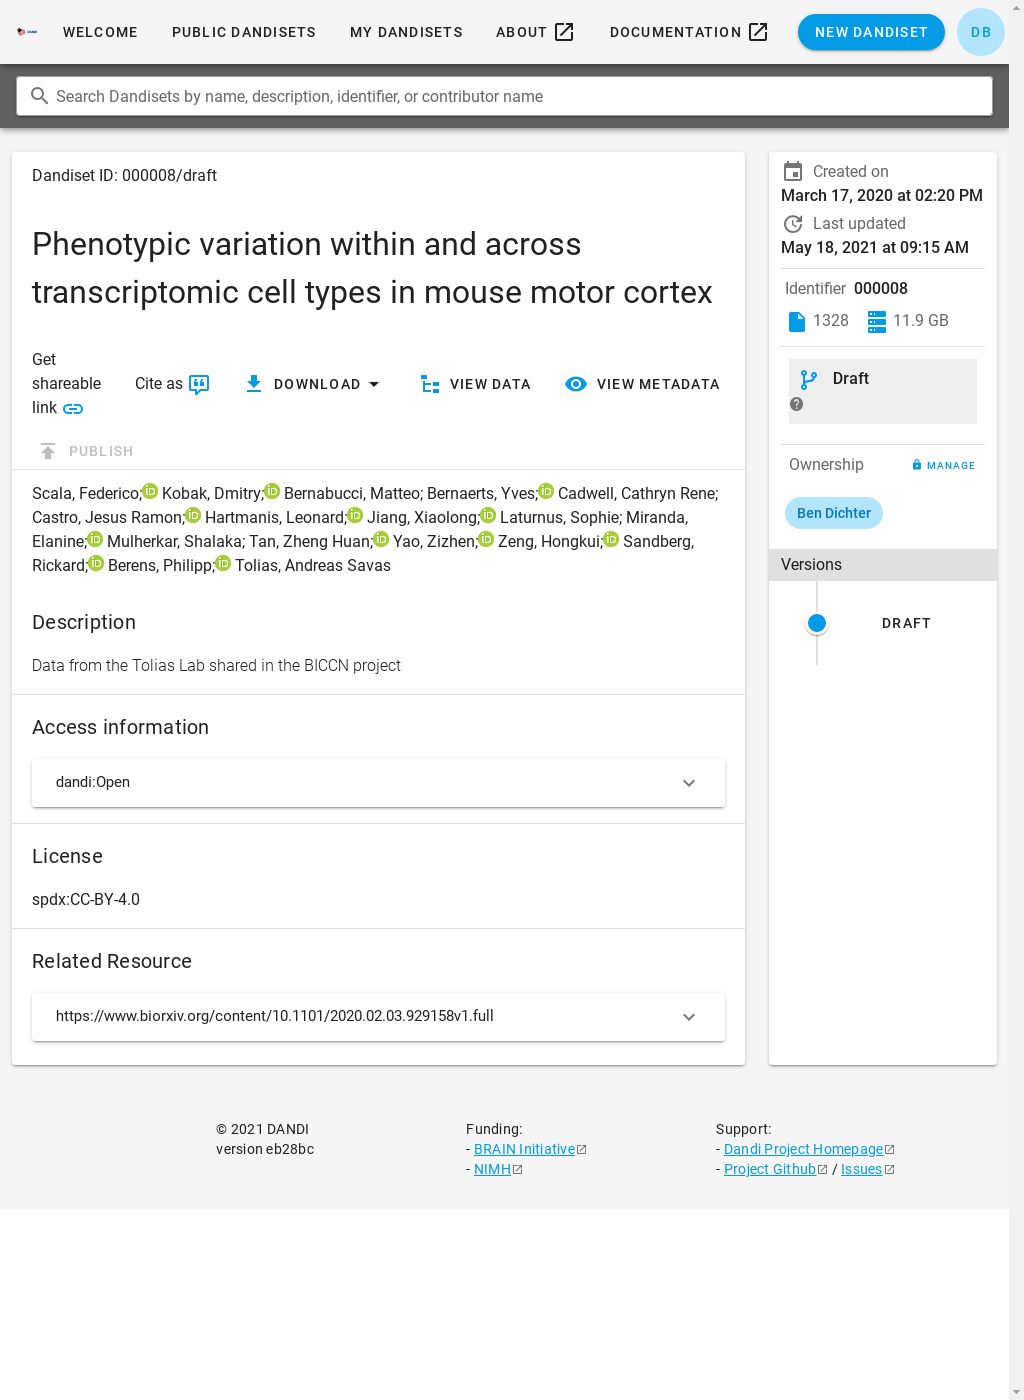 WELCOME PUBLIC DANDISETS MY DANDISETS ABOUT DOCUMENTATION NEW DANDISET DB
Search Dandisets by name, description, identifier, or contributor name
Dandiset ID: 000008/draft
Phenotypic variation within and across
transcriptomic cell types in mouse motor cortex
Get
shareable
link
Cite as
DOWNLOAD
VIEW DATA
VIEW METADATA
PUBLISH
Scala, Federico; Kobak, Dmitry; Bernabucci, Matteo; Bernaerts, Yves; Cadwell, Cathryn Rene;
Castro, Jesus Ramon; Hartmanis, Leonard; Jiang, Xiaolong; Laturnus, Sophie; Miranda,
Elanine; Mulherkar, Shalaka; Tan, Zheng Huan; Yao, Zizhen; Zeng, Hongkui; Sandberg,
Rickard; Berens, Philipp; Tolias, Andreas Savas
Description
Data from the Tolias Lab shared in the BICCN project
Access information
dandi:Open
License
spdx:CC-BY-4.0
Related Resource
https://www.biorxiv.org/content/10.1101/2020.02.03.929158v1.full
Created on
March 17, 2020 at 02:20 PM
Last updated
May 18, 2021 at 09:15 AM
Identifier 000008
1328 11.9 GB
Draft
Ownership MANAGE
Ben Dichter
Versions
DRAFT
© 2021 DANDI
version eb28bc
Funding:
- BRAIN Initiative
- NIMH
Support:
- Dandi Project Homepage
- Project Github / Issues